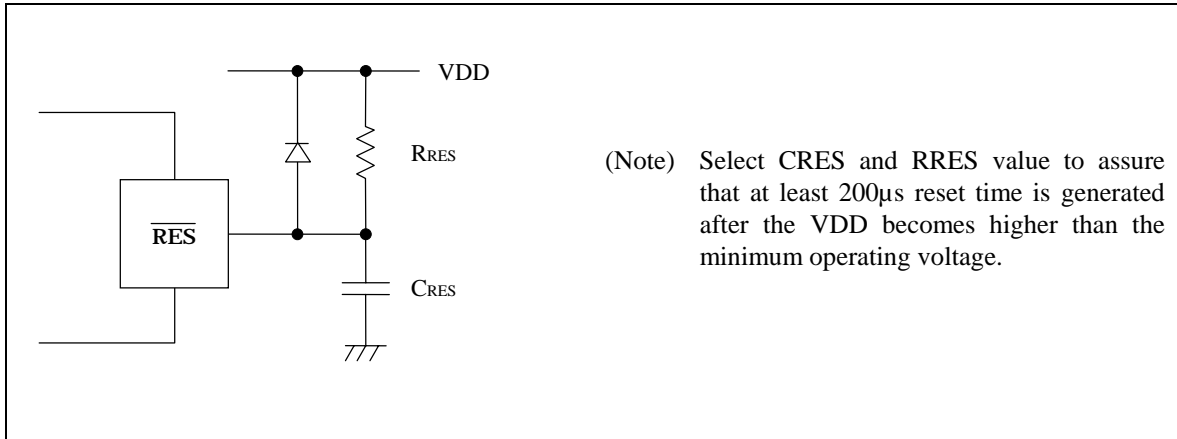 VDD
RRES
RES
CRES
(Note) Select CRES and RRES value to assure
that at least 200µs reset time is generated
after the VDD becomes higher than the
minimum operating voltage.